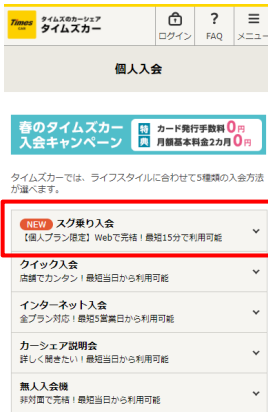 Times CAR
タイムズのカーシェア
タイムズカー
ログイン
?
FAQ
メニュー
個人入会
春のタイムズカー
入会キャンペーン
特典
カード発行手数料0円
月額基本料金2カ月0円
タイムズカーでは、ライフスタイルに合わせて5種類の入会方法
が選べます。
NEW スグ乗り入会
【個人プラン限定】Webで完結!最短15分で利用可能
クイック入会
店舗でカンタン!最短当日から利用可能
インターネット入会
全プラン対応!最短5営業日から利用可能
カーシェア説明会
詳しく聞きたい!最短当日から利用可能
無人入会機
非対面で完結!最短当日から利用可能